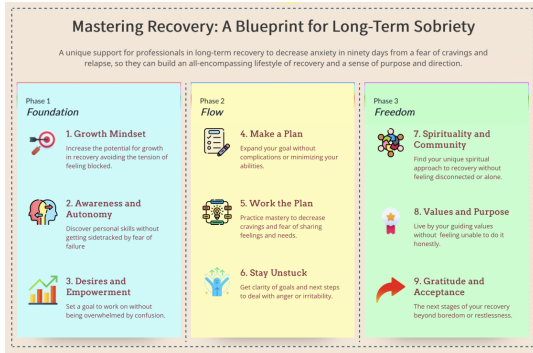 Mastering Recovery: A Blueprint for Long-Term Sobriety
A unique support for professionals in long-term recovery to decrease anxiety in ninety days from a fear of cravings and
relapse, so they can build an all-encompassing lifestyle of recovery and a sense of purpose and direction.
Phase 1
Foundation
1. Growth Mindset
Increase the potential for growth
in recovery avoiding the tension of
feeling blocked.
2. Awareness and
Autonomy
Discover personal skills without
getting sidetracked by fear of
failure
3. Desires and
Empowerment
Set a goal to work on without
being overwhelmed by confusion.
Phase 2
Flow
4. Make a Plan
Expand your goal without
complications or minimizing your
abilities.
5. Work the Plan
Practice mastery to decrease
cravings and fear of sharing
feelings and needs.
6. Stay Unstuck
Get clarity of goals and next steps
to deal with anger or irritability.
Phase 3
Freedom
7. Spirituality and
Community
Find your unique spiritual
approach to recovery without
feeling disconnected or alone.
8. Values and Purpose
Live by your guiding values
without feeling unable to do it
honestly.
9. Gratitude and
Acceptance
The next stages of your recovery
beyond boredom or restlessness.